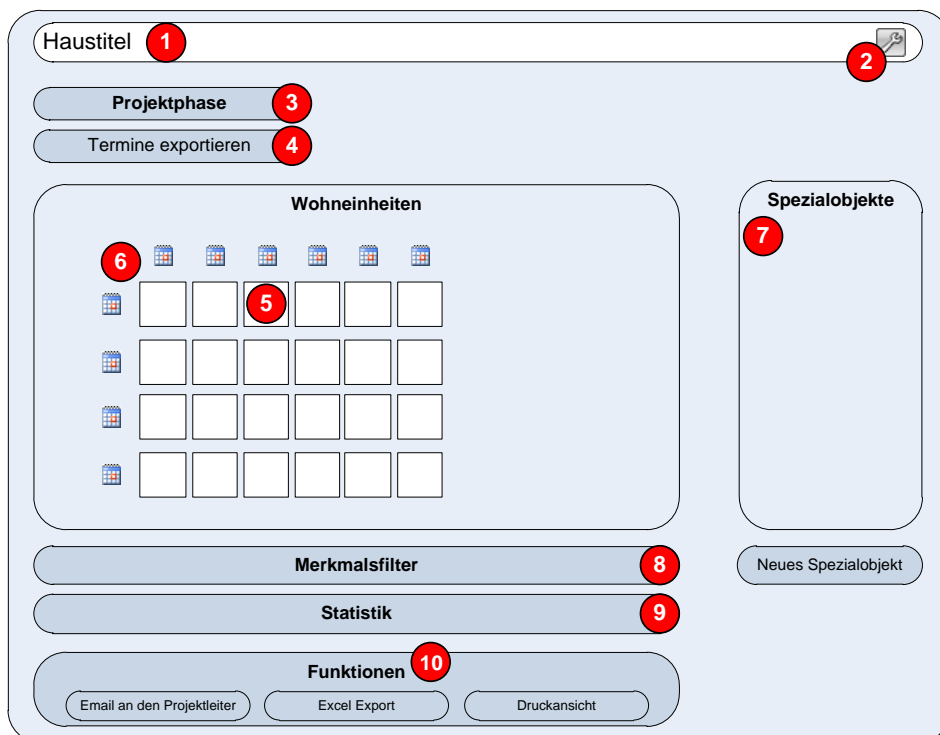 Haustitel 1
2
Projektphase 3
Termine exportieren 4
Wohneinheiten
Spezialobjekte
7
6
5
Merkmalsfilter 8
Neues Spezialobjekt
Statistik 9
Funktionen 10
Email an den Projektleiter Excel Export Druckansicht